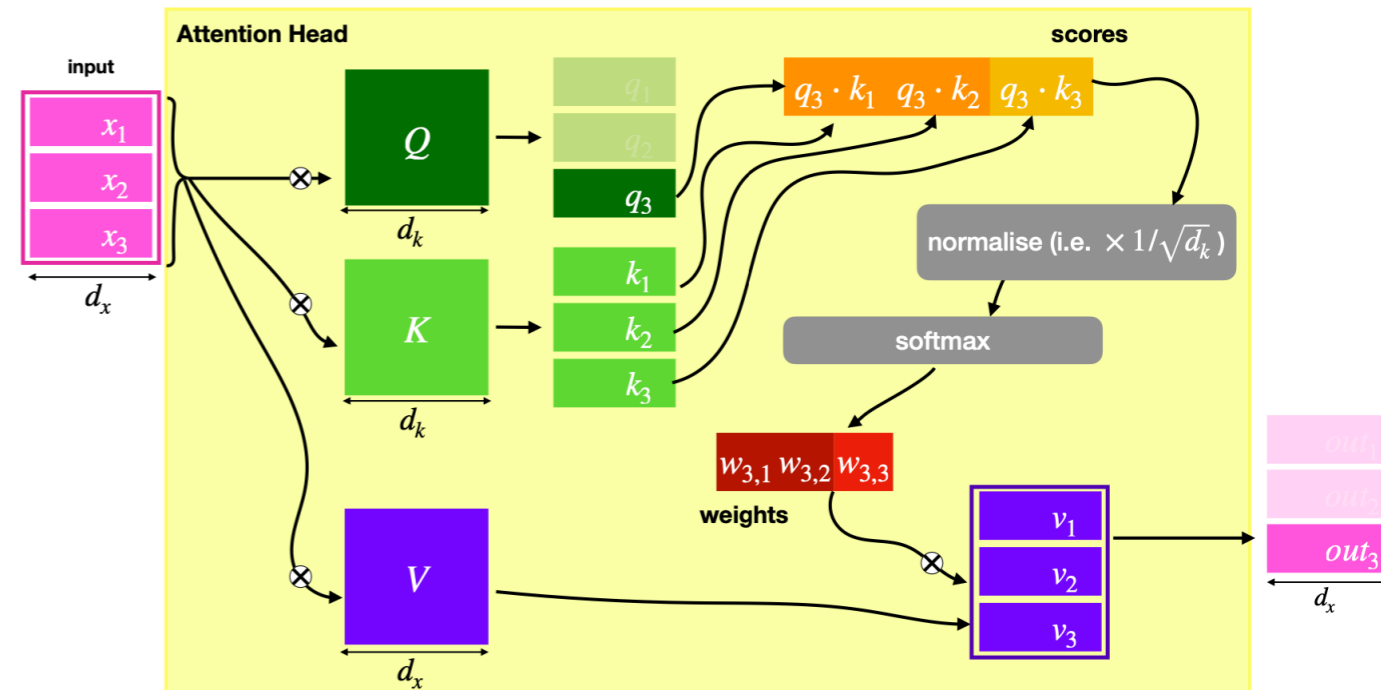 Attention Head
scores
input
x₁
x₂
x₃
dₓ
Q
dₖ
q₁
q₂
q₃
K
dₖ
k₁
k₂
k₃
q₃ · k₁ q₃ · k₂ q₃ · k₃
normalise (i.e. × 1/√dₖ )
softmax
w₃,₁ w₃,₂ w₃,₃
weights
V
dₓ
v₁
v₂
v₃
out₁
out₂
out₃
dₓ